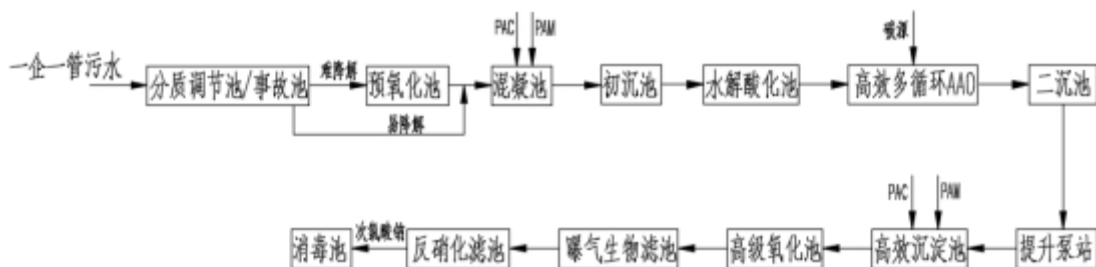 PAC PAM
碳源
一企一管污水
分质调节池/事故池
难降解
预氧化池
混凝池
初沉池
水解酸化池
高效多循环AAO
二沉池
易降解
PAC PAM
消毒池
次氯酸钠
反硝化滤池
曝气生物滤池
高级氧化池
高效沉淀池
提升泵站